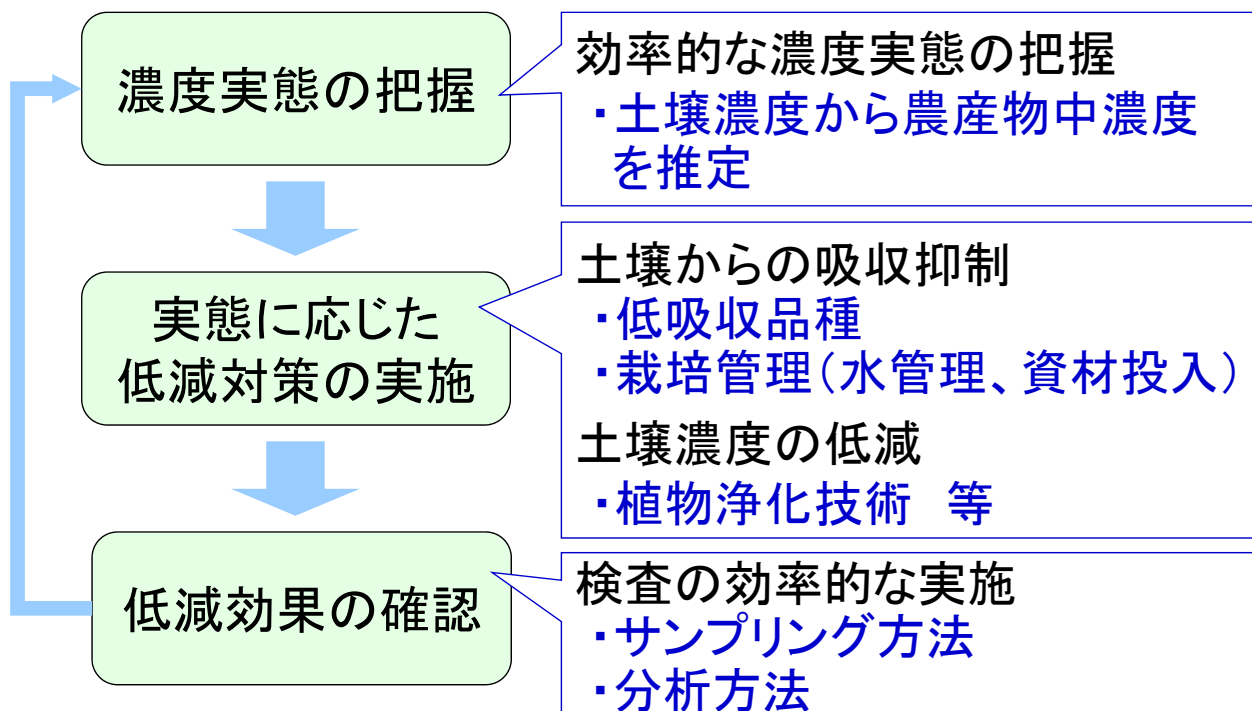 濃度実態の把握
効率的な濃度実態の把握
・土壌濃度から農産物中濃度
を推定
実態に応じた
低減対策の実施
土壌からの吸収抑制
・低吸収品種
・栽培管理(水管理、資材投入)
土壌濃度の低減
・植物浄化技術　等
低減効果の確認
検査の効率的な実施
・サンプリング方法
・分析方法